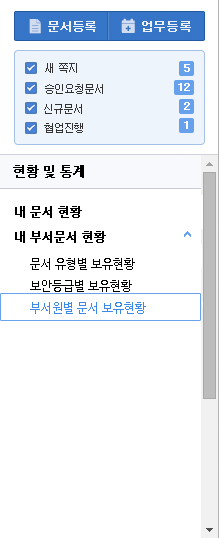 문서등록 업무등록
새 쪽지 5
승인요청문서 12
신규문서 2
협업진행 1
현황 및 통계
내 문서 현황
내 부서문서 현황
문서 유형별 보유현황
보안등급별 보유현황
부서원별 문서 보유현황